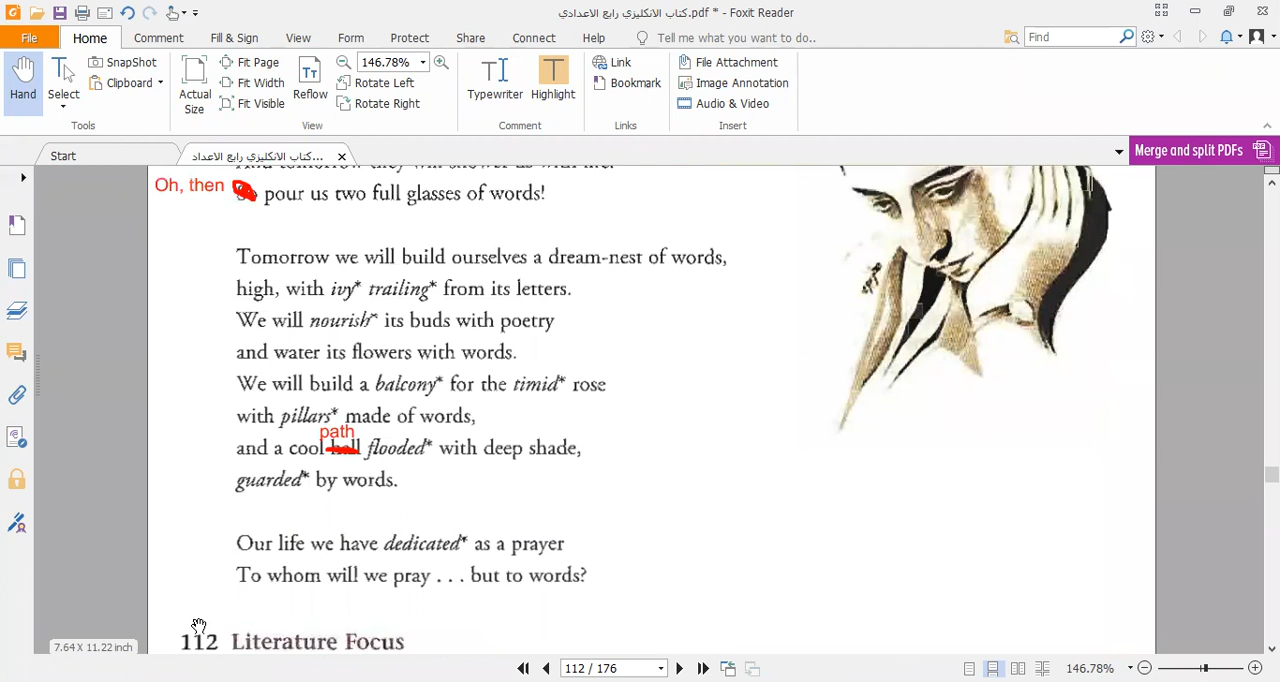 كتاب الانكليزي رابع الاعدادي.pdf * - Foxit Reader
File Home Comment Fill & Sign View Form Protect Share Connect Help Tell me what you want to do.. Find
Hand
Select
SnapShot
Clipboard
Actual Size
Fit Page
Fit Width
Fit Visible
Reflow
146.78%
Rotate Left
Rotate Right
Typewriter
Highlight
Link
Bookmark
File Attachment
Image Annotation
Audio & Video
Tools View Comment Links Insert
Start
كتاب الانكليزي رابع الاعداد...
Merge and split PDFs
Oh, then
pour us two full glasses of words!
Tomorrow we will build ourselves a dream-nest of words,
high, with ivy* trailing* from its letters.
We will nourish* its buds with poetry
and water its flowers with words.
We will build a balcony* for the timid* rose
with pillars* made of words,
path
and a cool hall flooded* with deep shade,
guarded* by words.
Our life we have dedicated* as a prayer
To whom will we pray . . . but to words?
112 Literature Focus
7.64 X 11.22 inch
112 / 176
146.78%